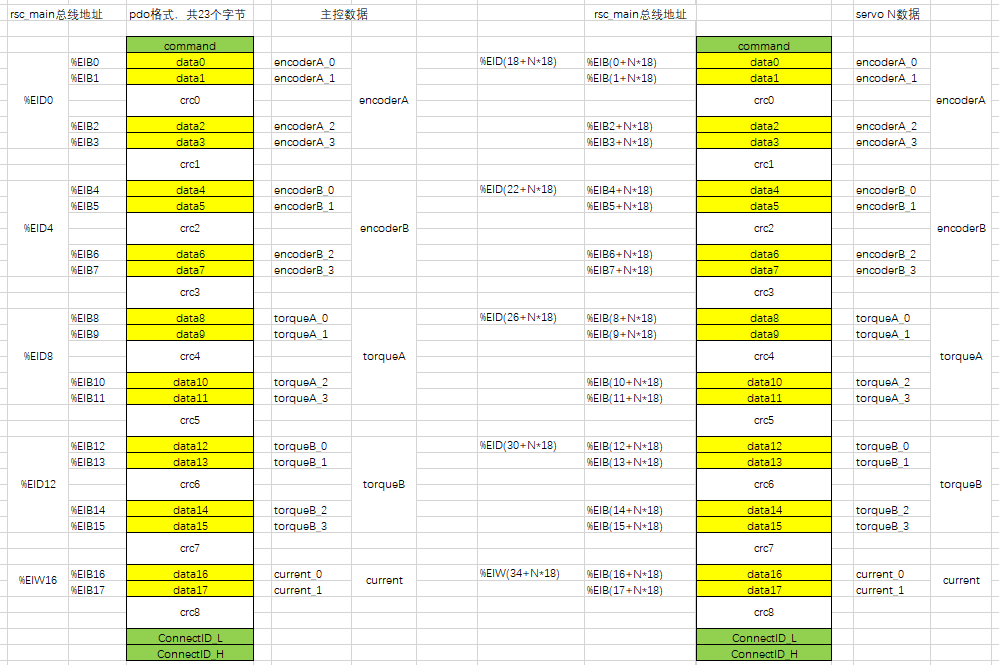 rsc_main总线地址 pdo格式，共23个字节 主控数据 rsc_main总线地址 servo N数据
command command
%EIB0 data0 encoderA_0 %EID(18+N*18) %EIB(0+N*18) data0 encoderA_0
%EIB1 data1 encoderA_1 %EIB(1+N*18) data1 encoderA_1
%EID0 crc0 encoderA crc0 encoderA
%EIB2 data2 encoderA_2 %EIB2+N*18) data2 encoderA_2
%EIB3 data3 encoderA_3 %EIB3+N*18) data3 encoderA_3
crc1 crc1
%EIB4 data4 encoderB_0 %EID(22+N*18) %EIB4+N*18) data4 encoderB_0
%EIB5 data5 encoderB_1 %EIB5+N*18) data5 encoderB_1
%EID4 crc2 encoderB crc2 encoderB
%EIB6 data6 encoderB_2 %EIB6+N*18) data6 encoderB_2
%EIB7 data7 encoderB_3 %EIB7+N*18) data7 encoderB_3
crc3 crc3
%EIB8 data8 torqueA_0 %EID(26+N*18) %EIB(8+N*18) data8 torqueA_0
%EIB9 data9 torqueA_1 %EIB(9+N*18) data9 torqueA_1
%EID8 crc4 torqueA crc4 torqueA
%EIB10 data10 torqueA_2 %EIB(10+N*18) data10 torqueA_2
%EIB11 data11 torqueA_3 %EIB(11+N*18) data11 torqueA_3
crc5 crc5
%EIB12 data12 torqueB_0 %EID(30+N*18) %EIB(12+N*18) data12 torqueB_0
%EIB13 data13 torqueB_1 %EIB(13+N*18) data13 torqueB_1
%EID12 crc6 torqueB crc6 torqueB
%EIB14 data14 torqueB_2 %EIB(14+N*18) data14 torqueB_2
%EIB15 data15 torqueB_3 %EIB(15+N*18) data15 torqueB_3
crc7 crc7
%EIB16 data16 current_0 %EIW(34+N*18) %EIB(16+N*18) data16 current_0
%EIW16 current current
%EIB17 data17 current_1 %EIB(17+N*18) data17 current_1
crc8 crc8
ConnectID_L ConnectID_L
ConnectID_H ConnectID_H